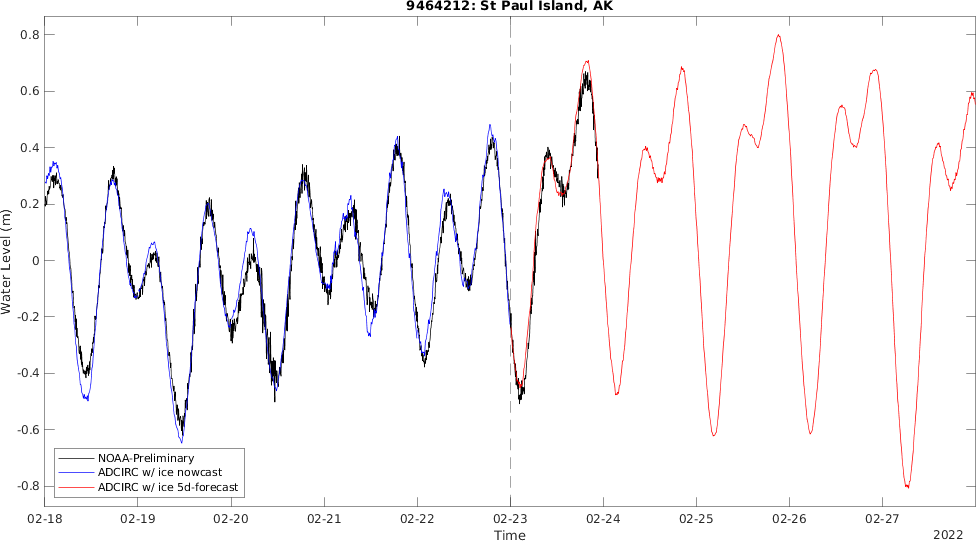 9464212: St Paul Island, AK
0.8
0.6
0.4
0.2
0
-0.2
-0.4
-0.6
-0.8
Water Level (m)
NOAA-Preliminary
ADCIRC w/ ice nowcast
ADCIRC w/ ice 5d-forecast
02-18 02-19 02-20 02-21 02-22 02-23 02-24 02-25 02-26 02-27
Time
2022